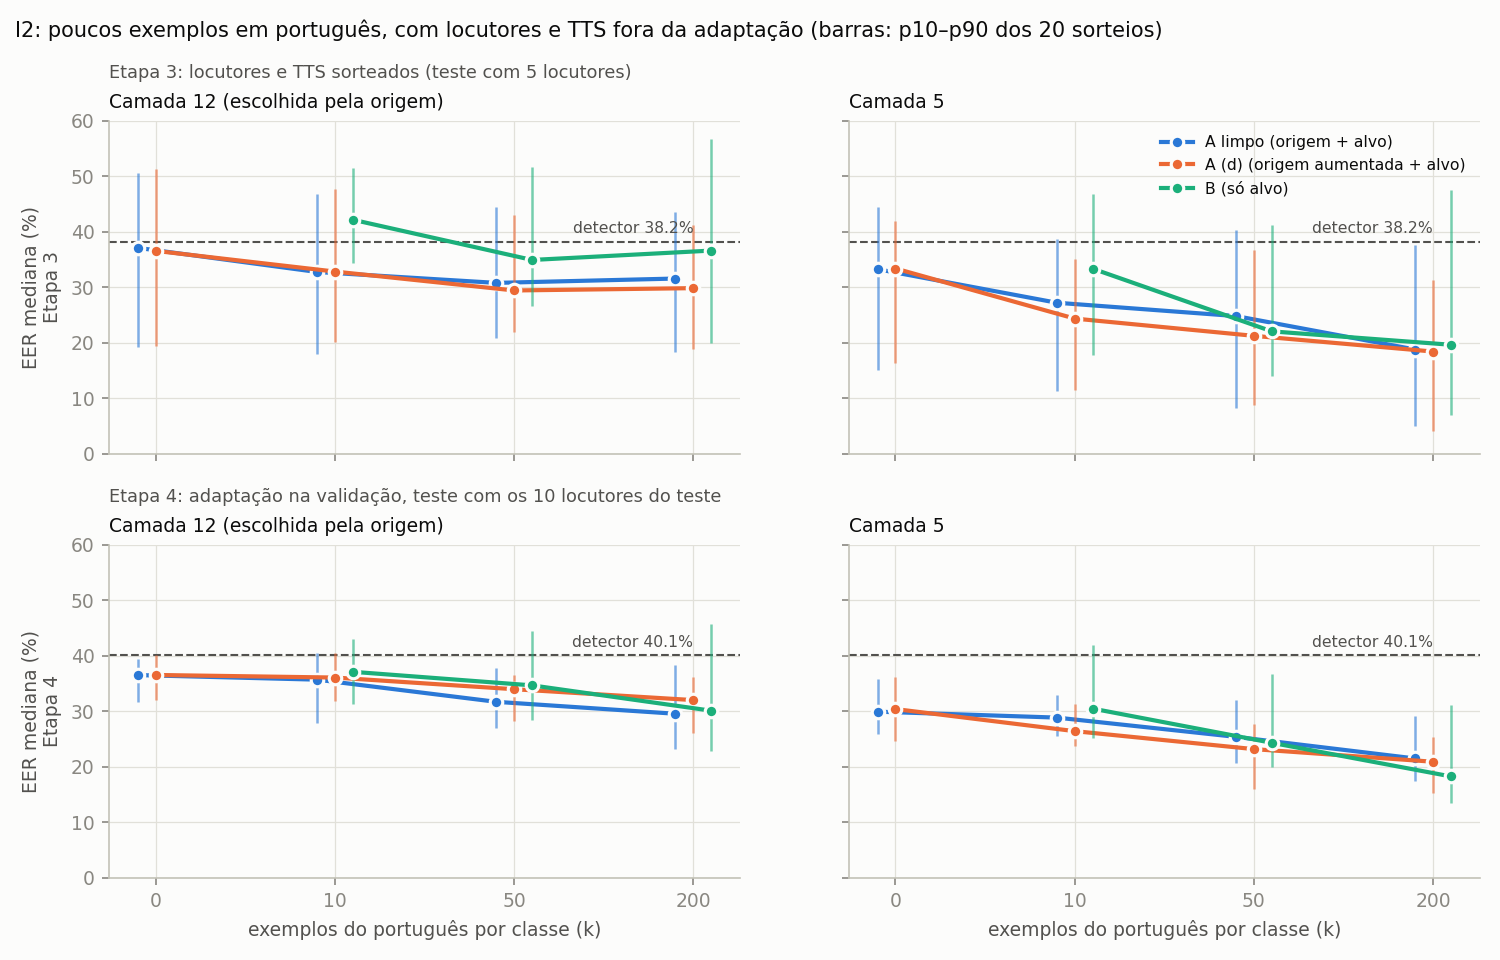 I2: poucos exemplos em português, com locutores e TTS fora da adaptação (barras: p10–p90 dos 20 sorteios)
Etapa 3: locutores e TTS sorteados (teste com 5 locutores)
Camada 12 (escolhida pela origem)
Camada 5
EER mediana (%)
Etapa 3
60
50
40
30
20
10
0
detector 38.2%
A limpo (origem + alvo)
A (d) (origem aumentada + alvo)
B (só alvo)
detector 38.2%
Etapa 4: adaptação na validação, teste com os 10 locutores do teste
Camada 12 (escolhida pela origem)
Camada 5
EER mediana (%)
Etapa 4
60
50
40
30
20
10
0
detector 40.1%
detector 40.1%
0 10 50 200
0 10 50 200
exemplos do português por classe (k)
exemplos do português por classe (k)